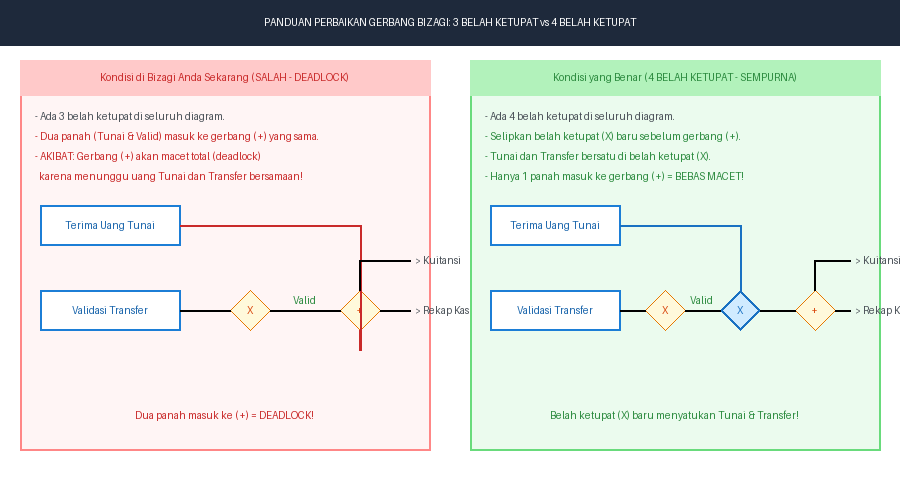 PANDUAN PERBAIKAN GERBANG BIZAGI: 3 BELAH KETUPAT vs 4 BELAH KETUPAT
Kondisi di Bizagi Anda Sekarang (SALAH - DEADLOCK)
- Ada 3 belah ketupat di seluruh diagram.
- Dua panah (Tunai & Valid) masuk ke gerbang (+) yang sama.
- AKIBAT: Gerbang (+) akan macet total (deadlock)
karena menunggu uang Tunai dan Transfer bersamaan!
Terima Uang Tunai
> Kuitansi
Validasi Transfer
X
Valid
+
> Rekap Kas
Dua panah masuk ke (+) = DEADLOCK!
Kondisi yang Benar (4 BELAH KETUPAT - SEMPURNA)
- Ada 4 belah ketupat di seluruh diagram.
- Selipkan belah ketupat (X) baru sebelum gerbang (+).
- Tunai dan Transfer bersatu di belah ketupat (X).
- Hanya 1 panah masuk ke gerbang (+) = BEBAS MACET!
Terima Uang Tunai
> Kuitansi
Validasi Transfer
X
Valid
X
+
> Rekap K
Belah ketupat (X) baru menyatukan Tunai & Transfer!